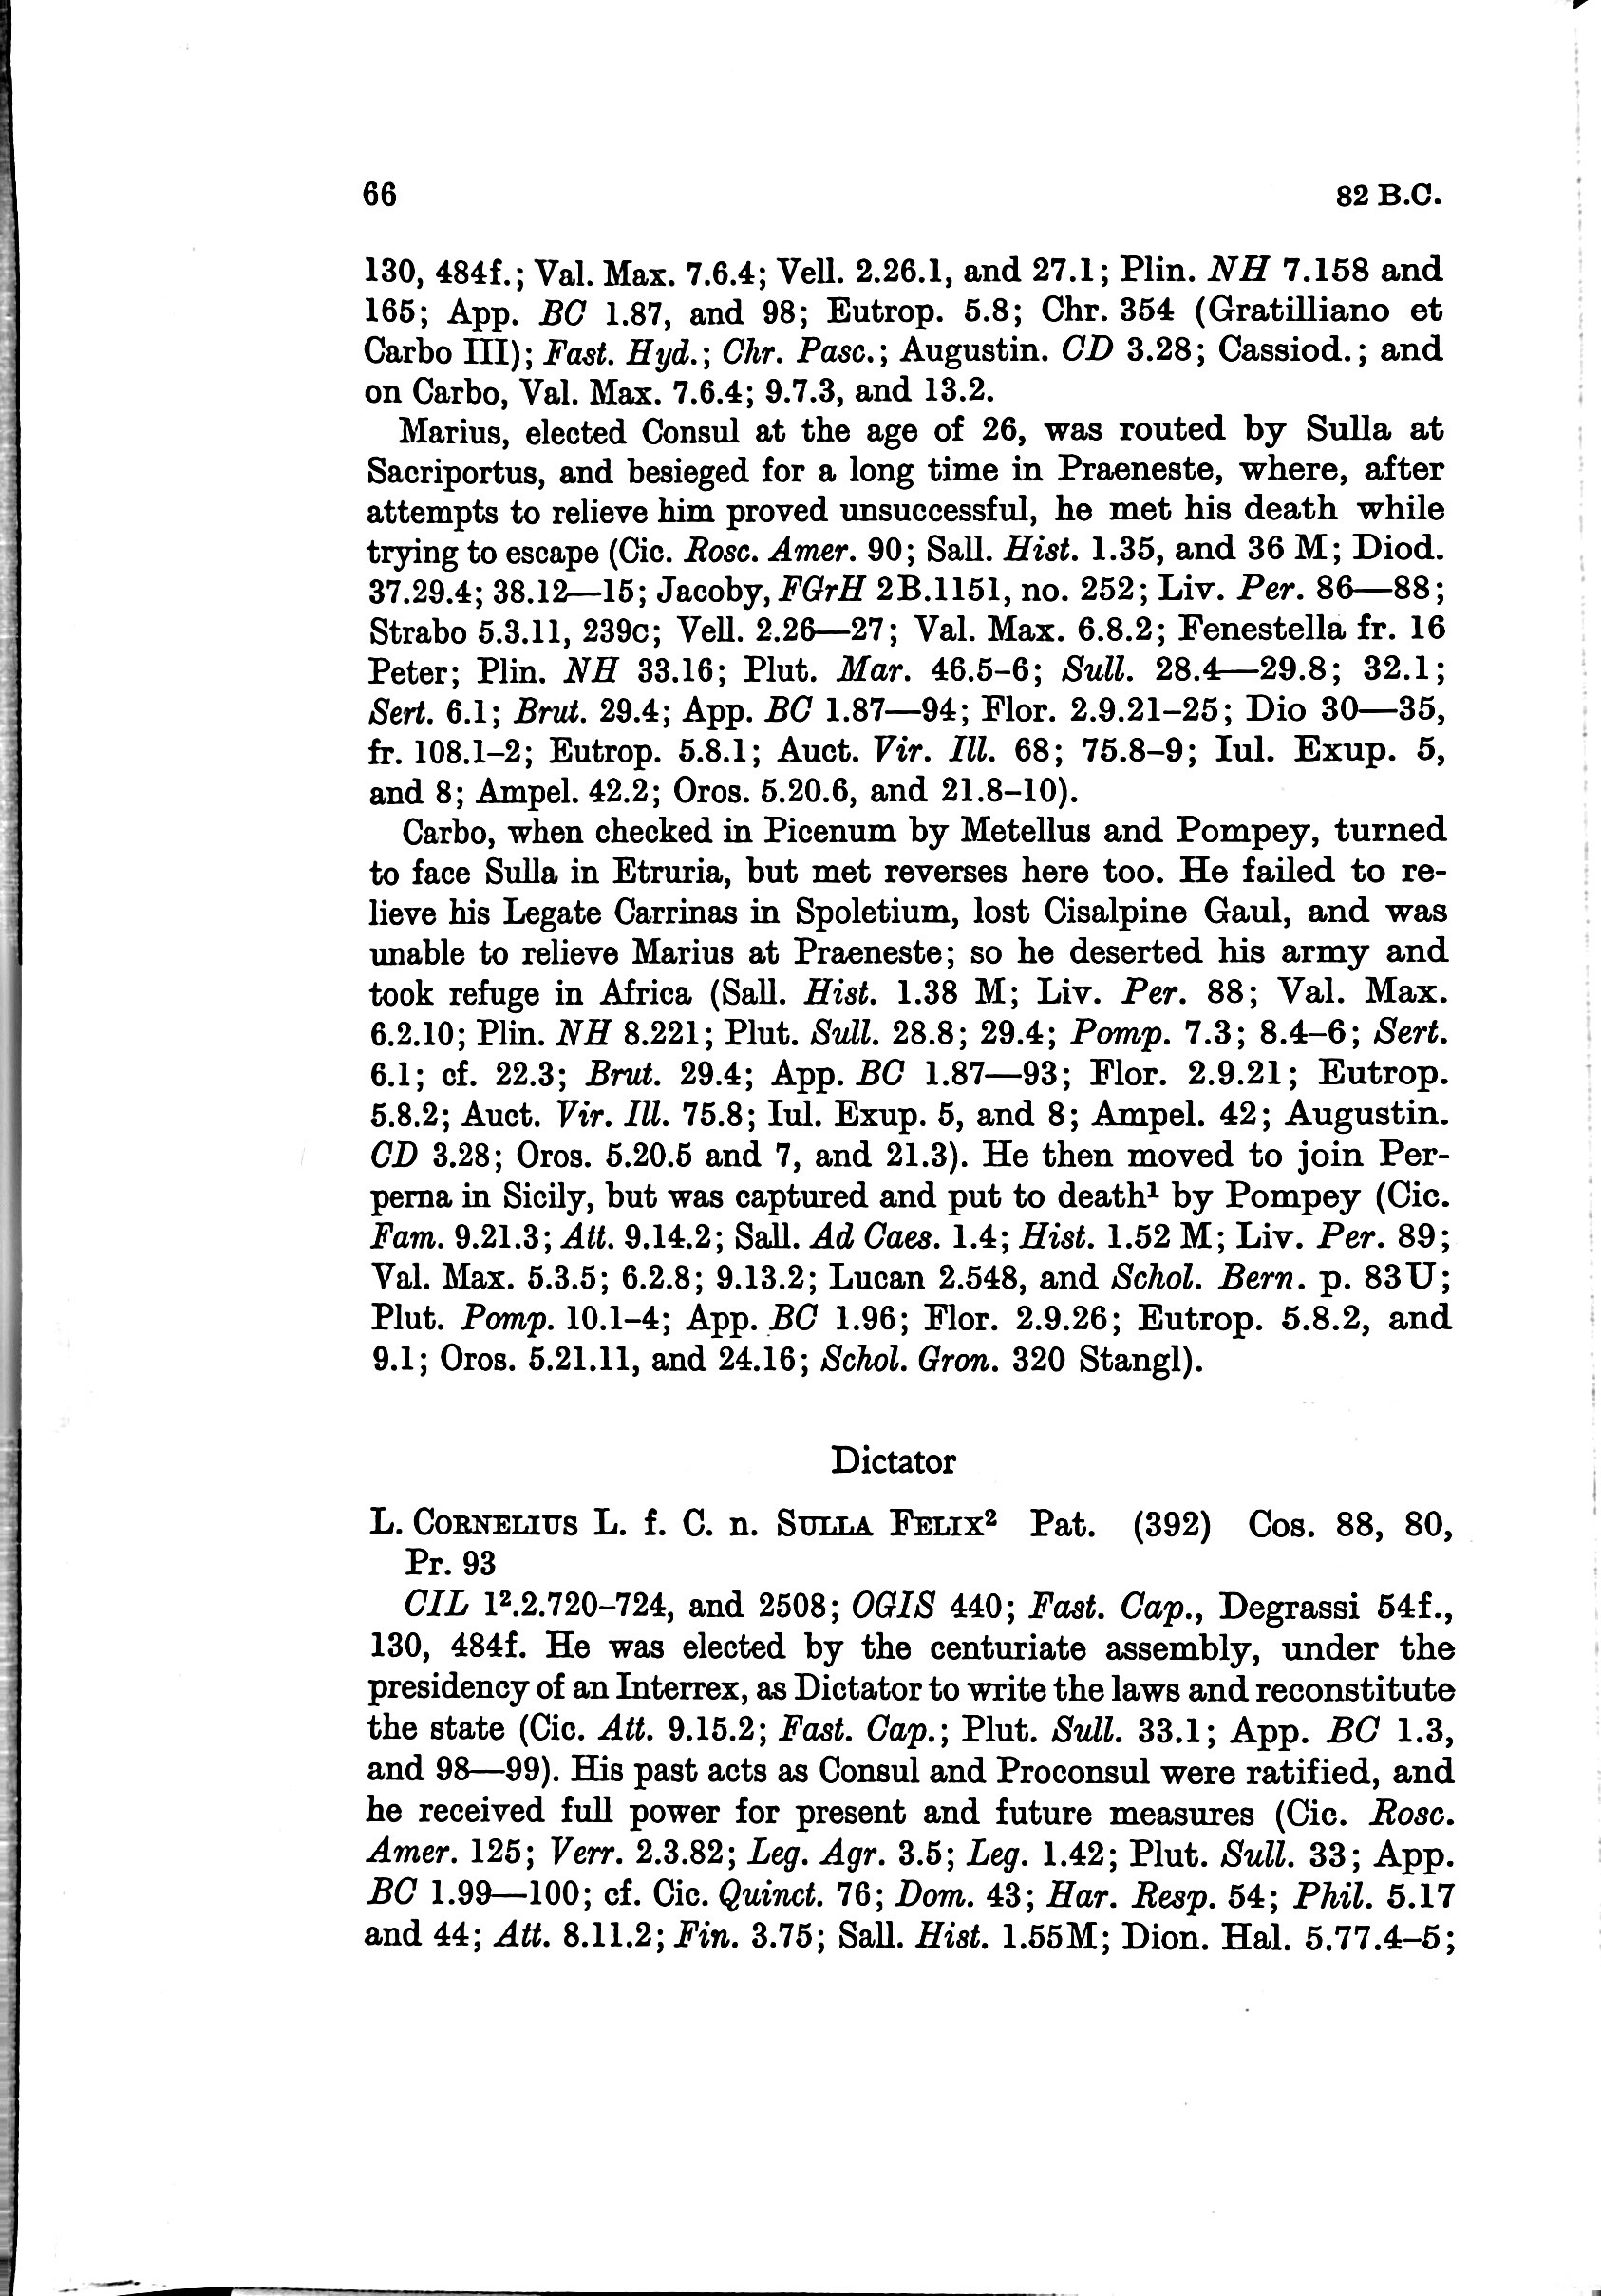 66 82 B.C.
130, 484f.; Val. Max. 7.6.4; Vell. 2.26.1, and 27.1; Plin. NH 7.158 and
165; App. BC 1.87, and 98; Eutrop. 5.8; Chr. 354 (Gratilliano et
Carbo III); Fast. Hyd.; Chr. Pasc.; Augustin. CD 3.28; Cassiod.; and
on Carbo, Val. Max. 7.6.4; 9.7.3, and 13.2.
Marius, elected Consul at the age of 26, was routed by Sulla at
Sacriportus, and besieged for a long time in Praeneste, where, after
attempts to relieve him proved unsuccessful, he met his death while
trying to escape (Cic. Rosc. Amer. 90; Sall. Hist. 1.35, and 36 M; Diod.
37.29.4; 38.12—15; Jacoby, FGrH 2B.1151, no. 252; Liv. Per. 86—88;
Strabo 5.3.11, 239c; Vell. 2.26—27; Val. Max. 6.8.2; Fenestella fr. 16
Peter; Plin. NH 33.16; Plut. Mar. 46.5-6; Sull. 28.4—29.8; 32.1;
Sert. 6.1; Brut. 29.4; App. BC 1.87—94; Flor. 2.9.21-25; Dio 30—35,
fr. 108.1-2; Eutrop. 5.8.1; Auct. Vir. Ill. 68; 75.8-9; Iul. Exup. 5,
and 8; Ampel. 42.2; Oros. 5.20.6, and 21.8-10).
Carbo, when checked in Picenum by Metellus and Pompey, turned
to face Sulla in Etruria, but met reverses here too. He failed to re-
lieve his Legate Carrinas in Spoletium, lost Cisalpine Gaul, and was
unable to relieve Marius at Praeneste; so he deserted his army and
took refuge in Africa (Sall. Hist. 1.38 M; Liv. Per. 88; Val. Max.
6.2.10; Plin. NH 8.221; Plut. Sull. 28.8; 29.4; Pomp. 7.3; 8.4-6; Sert.
6.1; cf. 22.3; Brut. 29.4; App. BC 1.87—93; Flor. 2.9.21; Eutrop.
5.8.2; Auct. Vir. Ill. 75.8; Iul. Exup. 5, and 8; Ampel. 42; Augustin.
CD 3.28; Oros. 5.20.5 and 7, and 21.3). He then moved to join Per-
perna in Sicily, but was captured and put to death¹ by Pompey (Cic.
Fam. 9.21.3; Att. 9.14.2; Sall. Ad Caes. 1.4; Hist. 1.52 M; Liv. Per. 89;
Val. Max. 5.3.5; 6.2.8; 9.13.2; Lucan 2.548, and Schol. Bern. p. 83U;
Plut. Pomp. 10.1-4; App. BC 1.96; Flor. 2.9.26; Eutrop. 5.8.2, and
9.1; Oros. 5.21.11, and 24.16; Schol. Gron. 320 Stangl).
Dictator
L. CORNELIUS L. f. C. n. SULLA FELIX² Pat. (392) Cos. 88, 80,
Pr. 93
CIL 1².2.720-724, and 2508; OGIS 440; Fast. Cap., Degrassi 54f.,
130, 484f. He was elected by the centuriate assembly, under the
presidency of an Interrex, as Dictator to write the laws and reconstitute
the state (Cic. Att. 9.15.2; Fast. Cap.; Plut. Sull. 33.1; App. BC 1.3,
and 98—99). His past acts as Consul and Proconsul were ratified, and
he received full power for present and future measures (Cic. Rosc.
Amer. 125; Verr. 2.3.82; Leg. Agr. 3.5; Leg. 1.42; Plut. Sull. 33; App.
BC 1.99—100; cf. Cic. Quinct. 76; Dom. 43; Har. Resp. 54; Phil. 5.17
and 44; Att. 8.11.2; Fin. 3.75; Sall. Hist. 1.55M; Dion. Hal. 5.77.4-5;